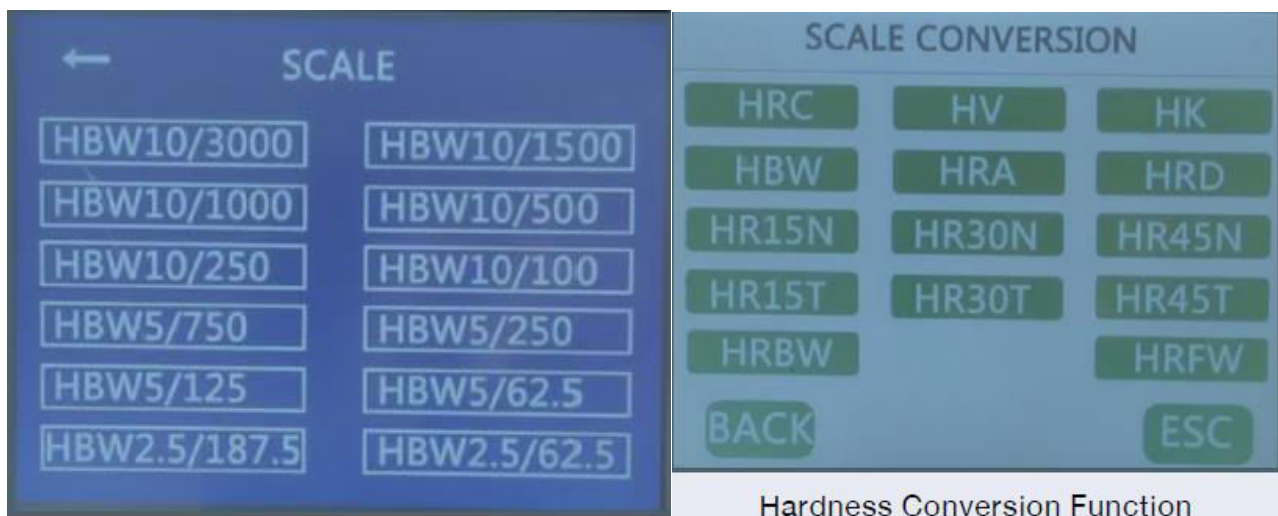 ← SCALE
HBW10/3000 HBW10/1500
HBW10/1000 HBW10/500
HBW10/250 HBW10/100
HBW5/750 HBW5/250
HBW5/125 HBW5/62.5
HBW2.5/187.5 HBW2.5/62.5
SCALE CONVERSION
HRC HV HK
HBW HRA HRD
HR15N HR30N HR45N
HR15T HR30T HR45T
HRBW HRFW
BACK ESC
Hardness Conversion Function